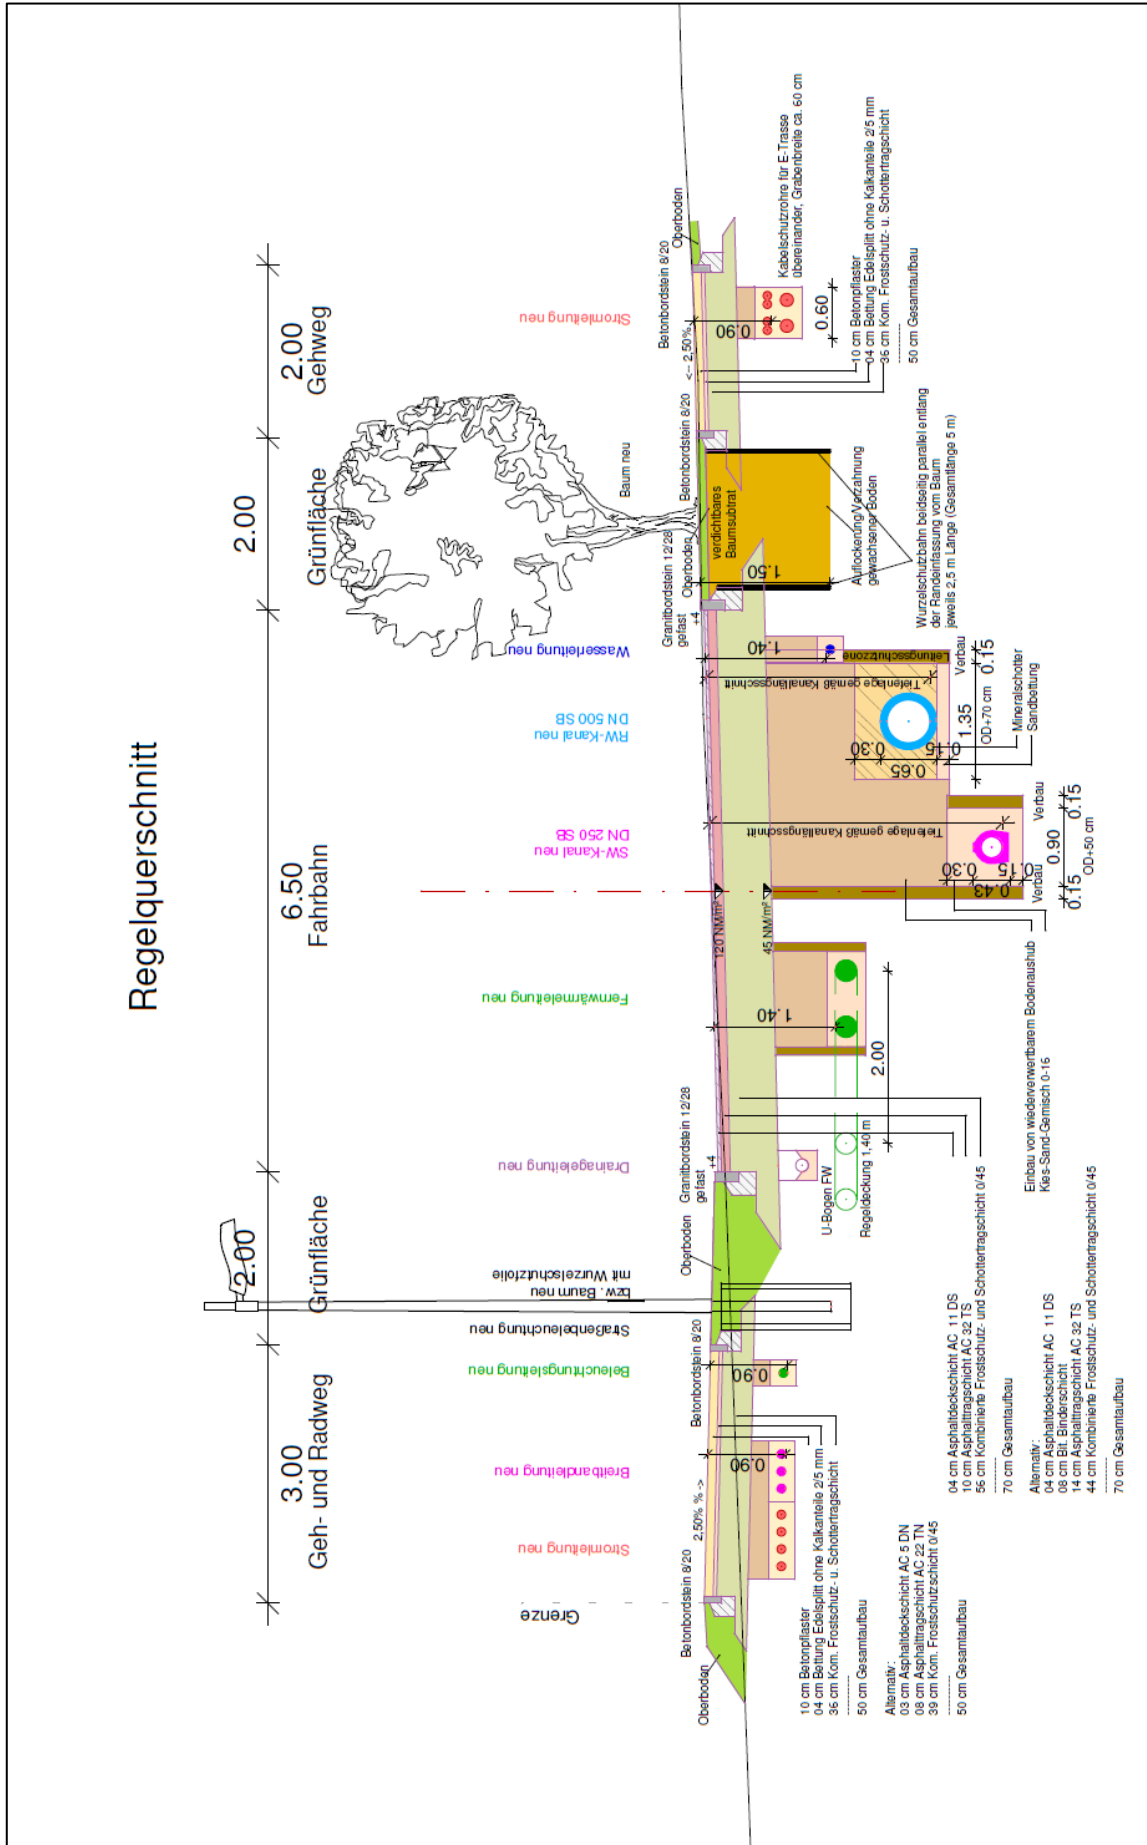 Regelquerschnitt
3.00
Geh- und Radweg
2.00
Grünfläche
6.50
Fahrbahn
2.00
Grünfläche
2.00
Gehweg
Grenze
Stromleitung neu
Breitbandleitung neu
Beleuchtungsleitung neu
Straßenbeleuchtung neu
bzw. Baum neu
mit Wurzelschutzfolie
Drainageleitung neu
Fernwärmeleitung neu
SW-Kanal neu
DN 250 SB
RW-Kanal neu
DN 500 SB
Wasserleitung neu
Baum neu
Stromleitung neu
Oberboden
Betonbordstein 8/20
2,50% % ->
Betonbordstein 8/20
Oberboden
Granitbordstein 12/28
gefast
+4
120 NM/m²
45 NM/m²
Granitbordstein 12/28
gefast
+4
Oberboden
Betonbordstein 8/20
verdichtbares
Baumsubtrat
<-- 2,50%
Betonbordstein 8/20
Oberboden
0.90
0.90
1.40
2.00
U-Bogen FW
Regeldeckung 1,40 m
Tiefenlage gemäß Kanallängsschnitt
0.30
0.43
0.15
Verbau
Verbau
0.15
0.90
0.15
OD+50 cm
Tiefenlage gemäß Kanallängsschnitt
0.30
0.65
0.15
1.35
OD+70 cm
Verbau
0.15
Leitungsschutzzone
1.40
Mineralschotter
Sandbettung
1.50
Auflockerung/Verzahnung
gewachsener Boden
Wurzelschutzbahn beidseitig parallel entlang
der Randeinfassung vom Baum
jeweils 2,5 m Länge (Gesamtlänge 5 m)
0.90
0.60
Kabelschutzrohre für E-Trasse
übereinander, Grabenbreite ca. 60 cm
10 cm Betonpflaster
04 cm Bettung Edelsplitt ohne Kalkanteile 2/5 mm
36 cm Kom. Frostschutz- u. Schottertragschicht
---------
50 cm Gesamtaufbau
Einbau von wiederverwertbarem Bodenaushub
Kies-Sand-Gemisch 0-16
04 cm Asphaltdeckschicht AC 11 DS
10 cm Asphalttragschicht AC 32 TS
56 cm Kombinierte Frostschutz- und Schottertragschicht 0/45
---------
70 cm Gesamtaufbau
Alternativ:
04 cm Asphaltdeckschicht AC 11 DS
08 cm Bit. Binderschicht
14 cm Asphalttragschicht AC 32 TS
44 cm Kombinierte Frostschutz- und Schottertragschicht 0/45
---------
70 cm Gesamtaufbau
10 cm Betonpflaster
04 cm Bettung Edelsplitt ohne Kalkanteile 2/5 mm
36 cm Kom. Frostschutz- u. Schottertragschicht
---------
50 cm Gesamtaufbau
Alternativ:
03 cm Asphaltdeckschicht AC 5 DN
08 cm Asphalttragschicht AC 22 TN
39 cm Kom. Frostschutzschicht 0/45
---------
50 cm Gesamtaufbau